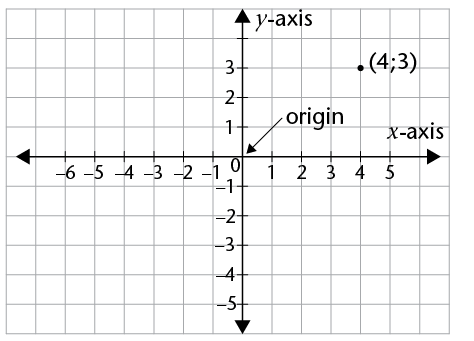 y-axis
(4;3)
3
2
1
origin
x-axis
0
–6 –5 –4 –3 –2 –1 1 2 3 4 5
–1
–2
–3
–4
–5